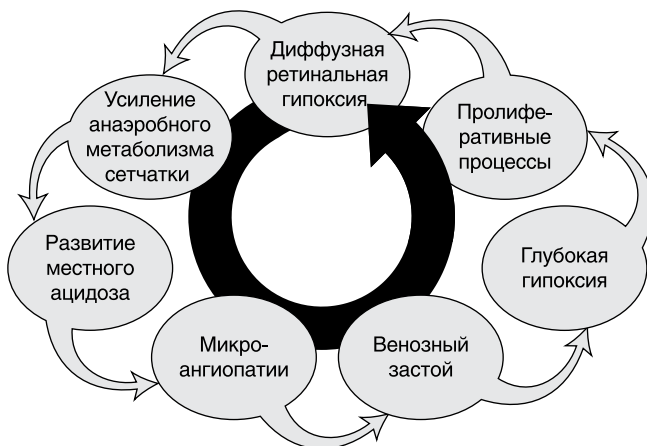 Диффузная
ретинальная
гипоксия
Усиление
анаэробного
метаболизма
сетчатки
Развитие
местного
ацидоза
Микро-
ангиопатии
Венозный
застой
Глубокая
гипоксия
Пролифе-
ративные
процессы